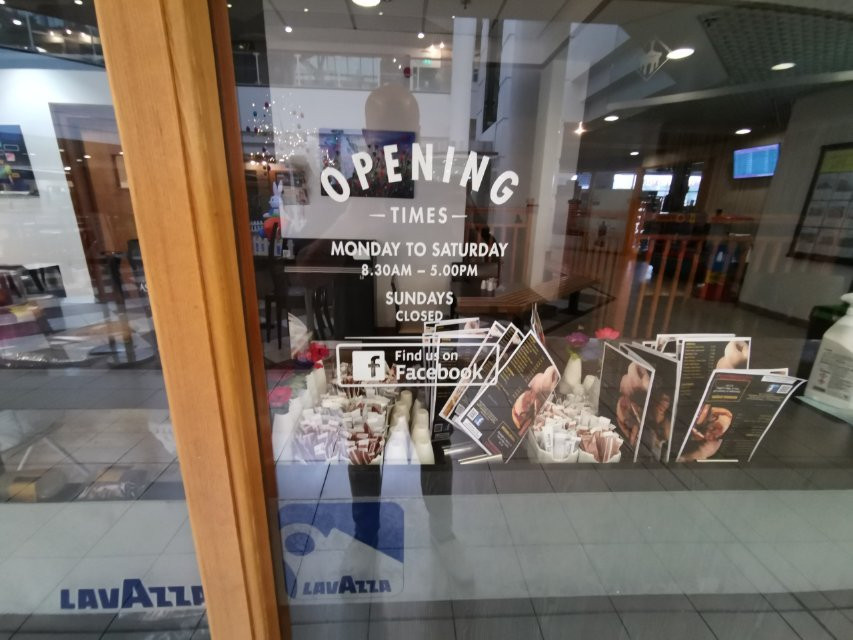 OPENING
TIMES
MONDAY TO SATURDAY
8.30AM – 5.00PM
SUNDAYS
CLOSED
f Find us on
Facebook
LAVAZZA
LAVAZZA